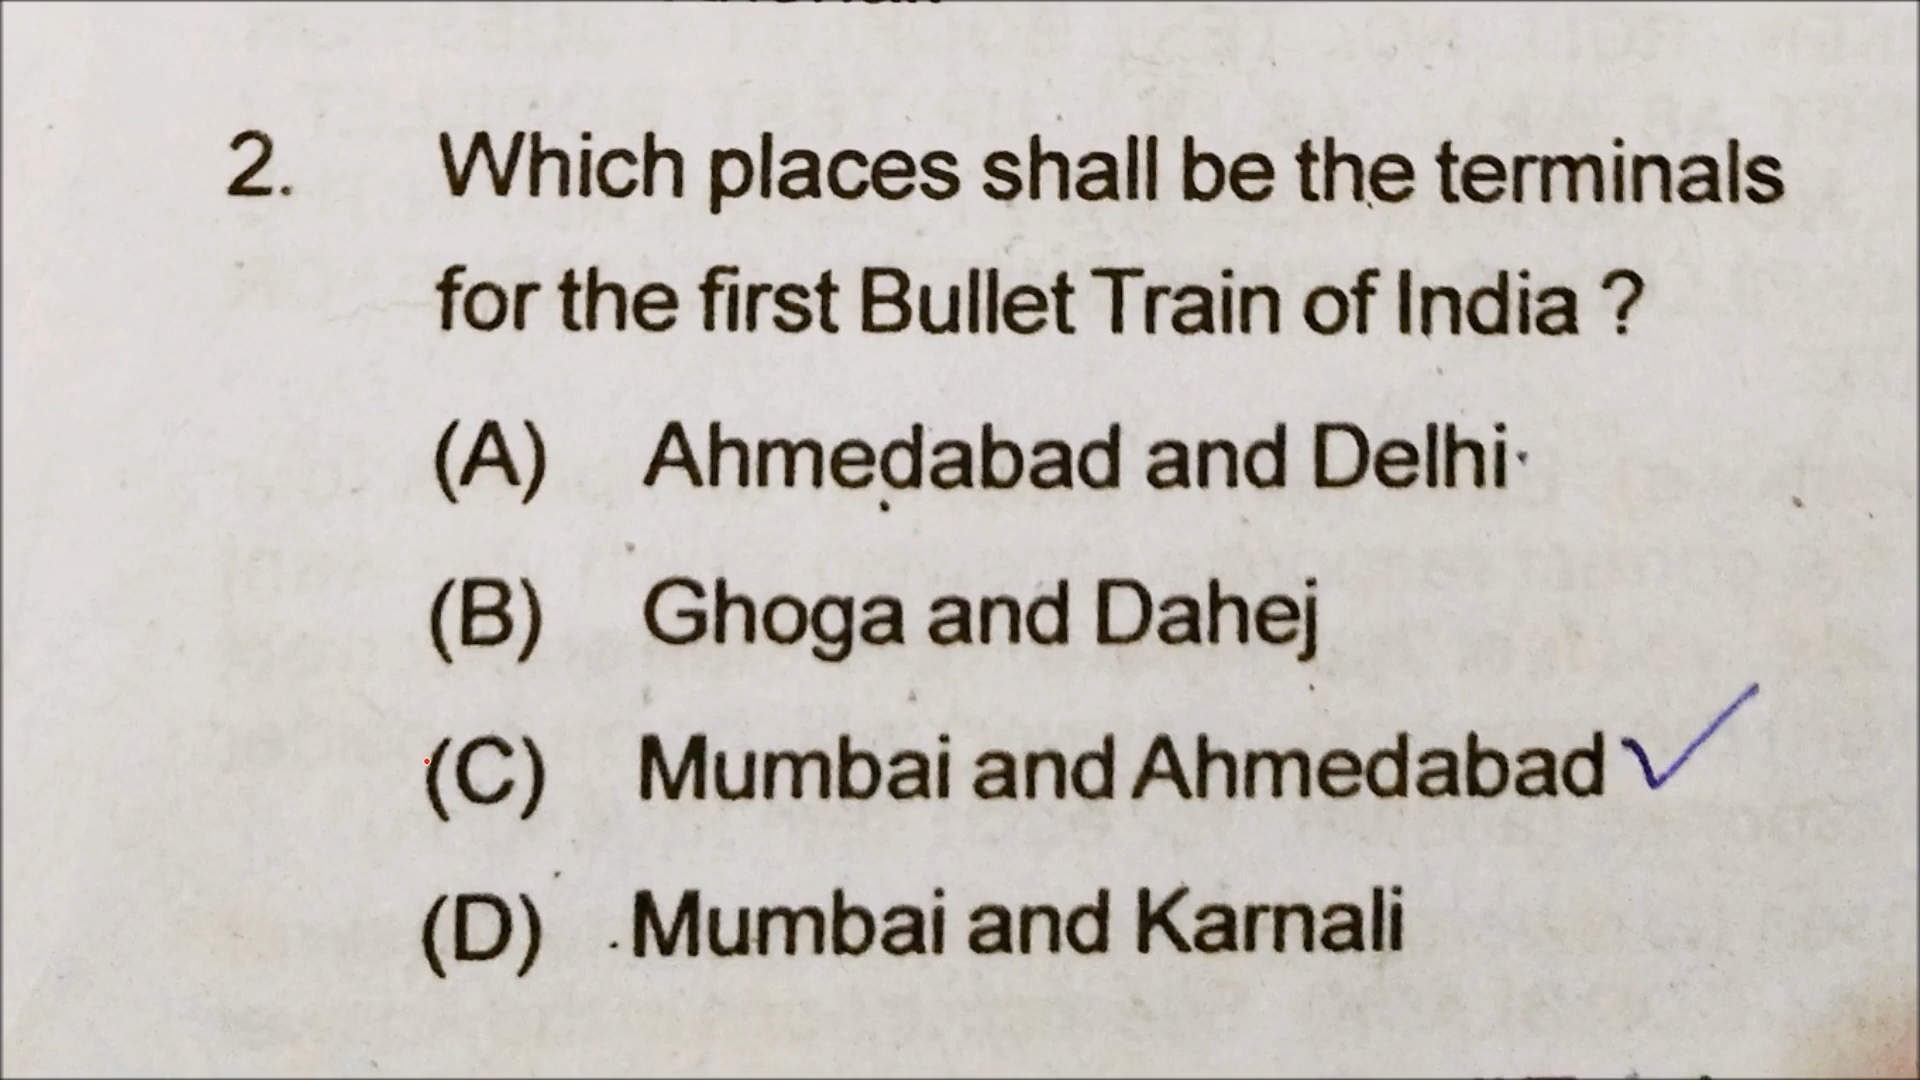 2. Which places shall be the terminals
for the first Bullet Train of India ?
(A) Ahmedabad and Delhi
(B) Ghoga and Dahej
(C) Mumbai and Ahmedabad ✓
(D) Mumbai and Karnali